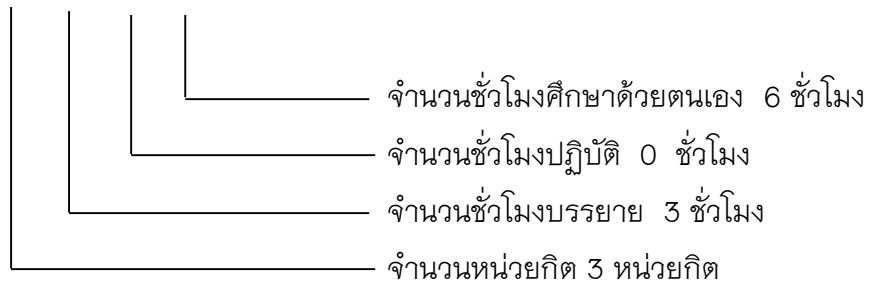 จำนวนชั่วโมงศึกษาด้วยตนเอง 6 ชั่วโมง
จำนวนชั่วโมงปฏิบัติ 0 ชั่วโมง
จำนวนชั่วโมงบรรยาย 3 ชั่วโมง
จำนวนหน่วยกิต 3 หน่วยกิต